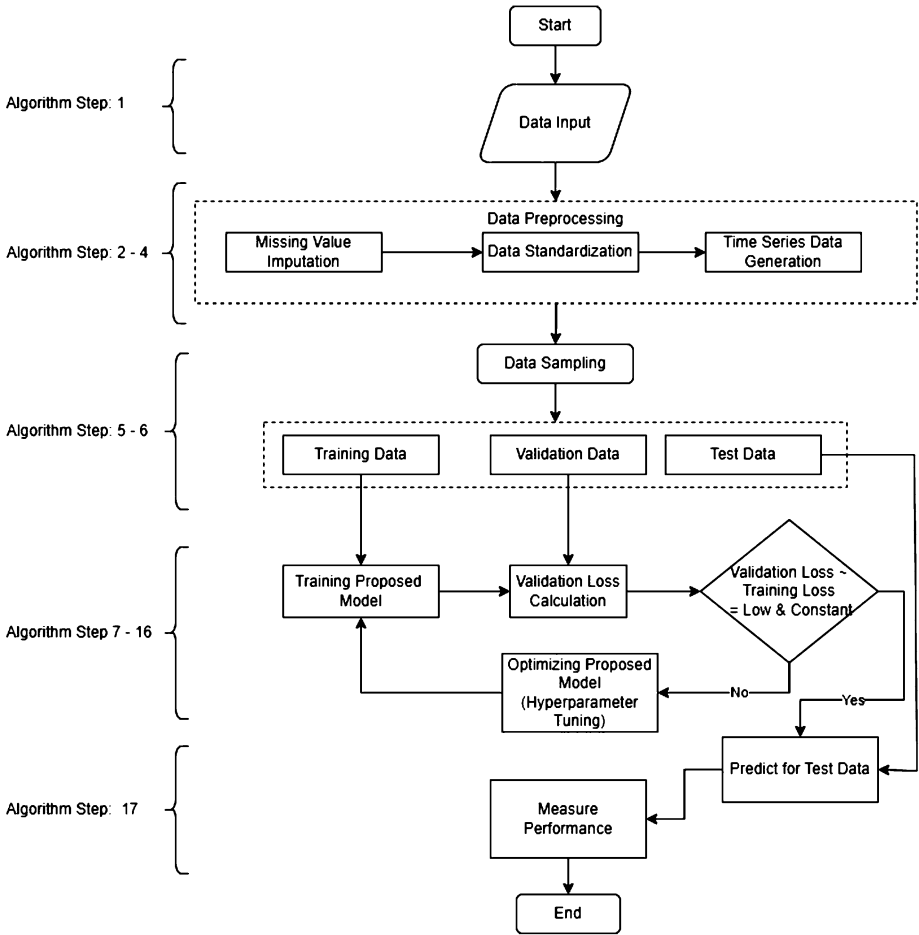 Start
Algorithm Step: 1
Data Input
Data Preprocessing
Algorithm Step: 2 - 4
Missing Value
Imputation
Data Standardization
Time Series Data
Generation
Data Sampling
Algorithm Step: 5 - 6
Training Data
Validation Data
Test Data
Algorithm Step 7 - 16
Training Proposed
Model
Validation Loss
Calculation
Validation Loss ~
Training Loss
= Low & Constant
Optimizing Proposed
Model
(Hyperparameter
Tuning)
No
Yes
Predict for Test Data
Algorithm Step: 17
Measure
Performance
End